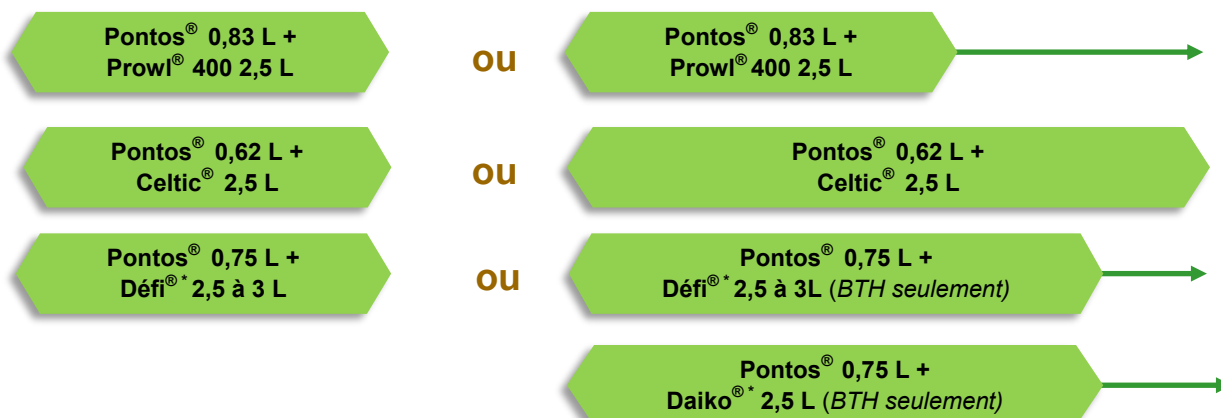 Pontos® 0,83 L +
Prowl® 400 2,5 L
ou
Pontos® 0,83 L +
Prowl® 400 2,5 L
Pontos® 0,62 L +
Celtic® 2,5 L
ou
Pontos® 0,62 L +
Celtic® 2,5 L
Pontos® 0,75 L +
Défi®* 2,5 à 3 L
ou
Pontos® 0,75 L +
Défi®* 2,5 à 3L (BTH seulement)
Pontos® 0,75 L +
Daiko®* 2,5 L (BTH seulement)